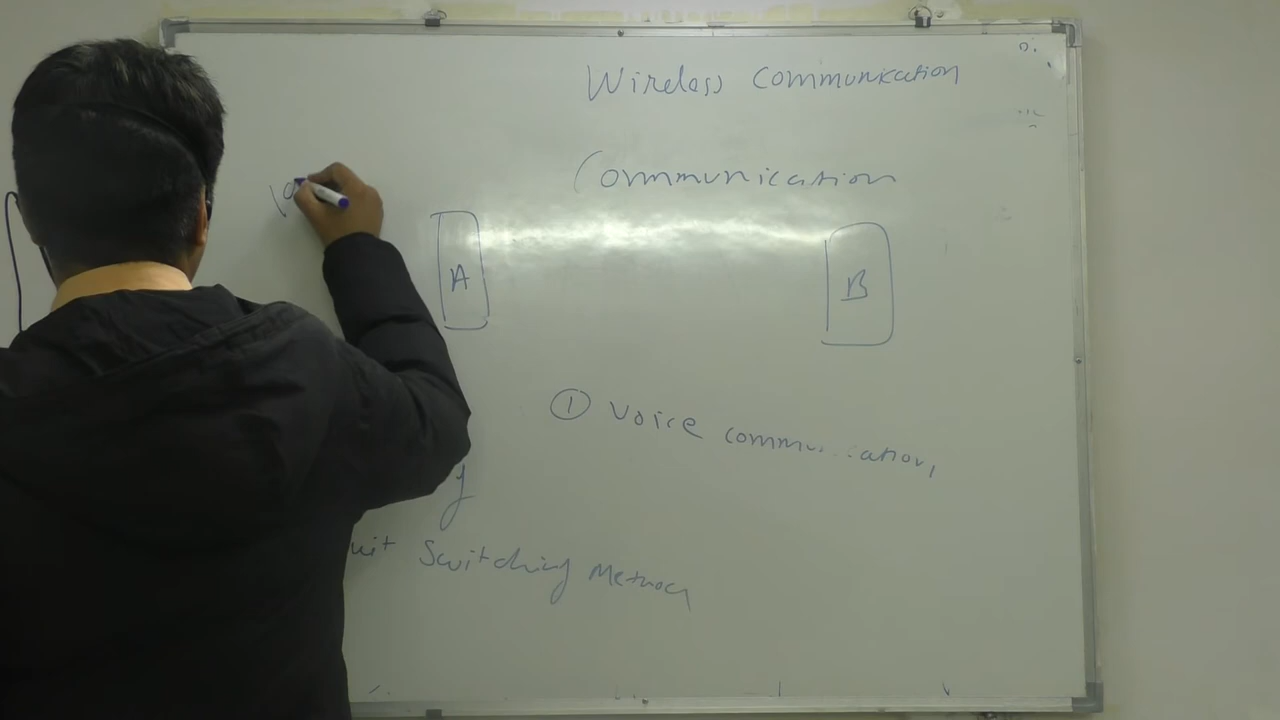 Wireless Communication
Communication
A
B
① Voice communication,
Switching Method